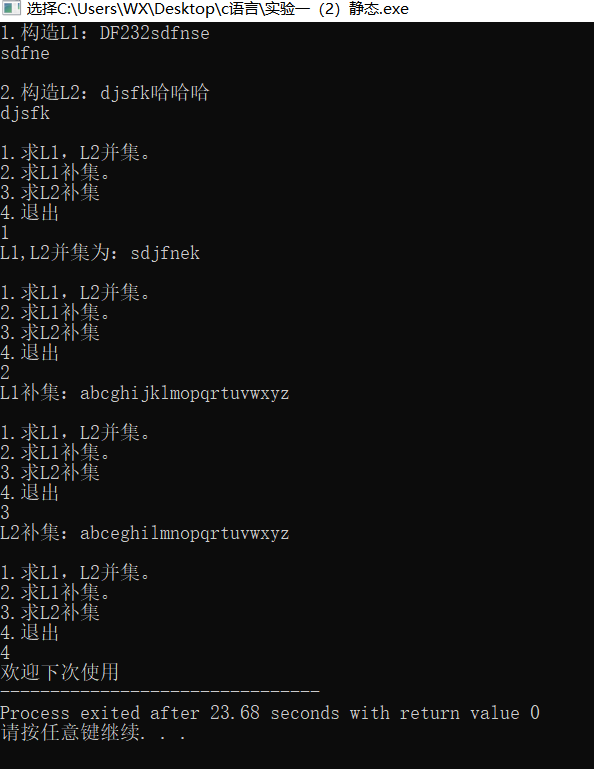 选择C:\Users\WX\Desktop\c语言\实验一（2）静态.exe
1.构造L1：DF232sdfnse
sdfne
2.构造L2：djsfk哈哈哈
djsfk
1.求L1，L2并集。
2.求L1补集。
3.求L2补集
4.退出
1
L1,L2并集为：sdjfnek
1.求L1，L2并集。
2.求L1补集。
3.求L2补集
4.退出
2
L1补集：abcghijklmopqrtuvwxyz
1.求L1，L2并集。
2.求L1补集。
3.求L2补集
4.退出
3
L2补集：abceghilmnopqrtuvwxyz
1.求L1，L2并集。
2.求L1补集。
3.求L2补集
4.退出
4
欢迎下次使用
--------------------------------
Process exited after 23.68 seconds with return value 0
请按任意键继续. . .